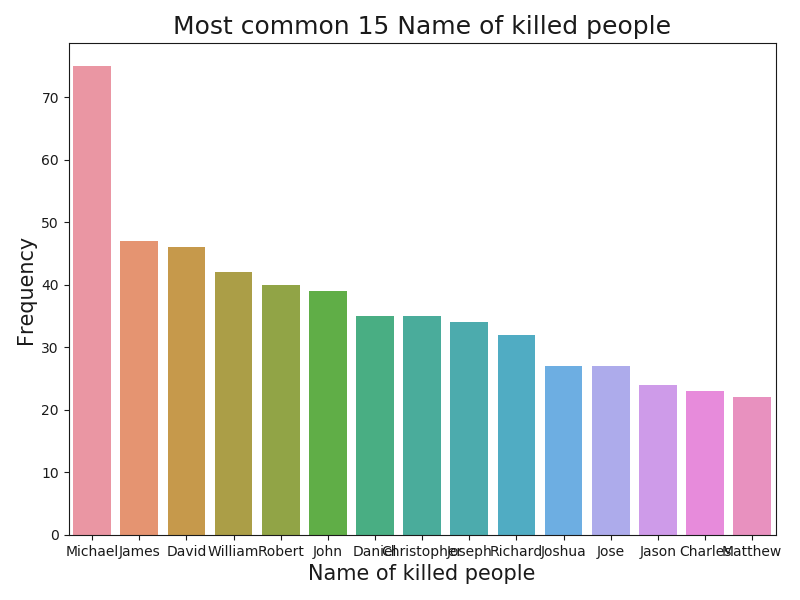 Most common 15 Name of killed people
Frequency
70
60
50
40
30
20
10
0
Michael James David William Robert John Daniel Christopher Joseph Richard Joshua Jose Jason Charles Matthew
Name of killed people